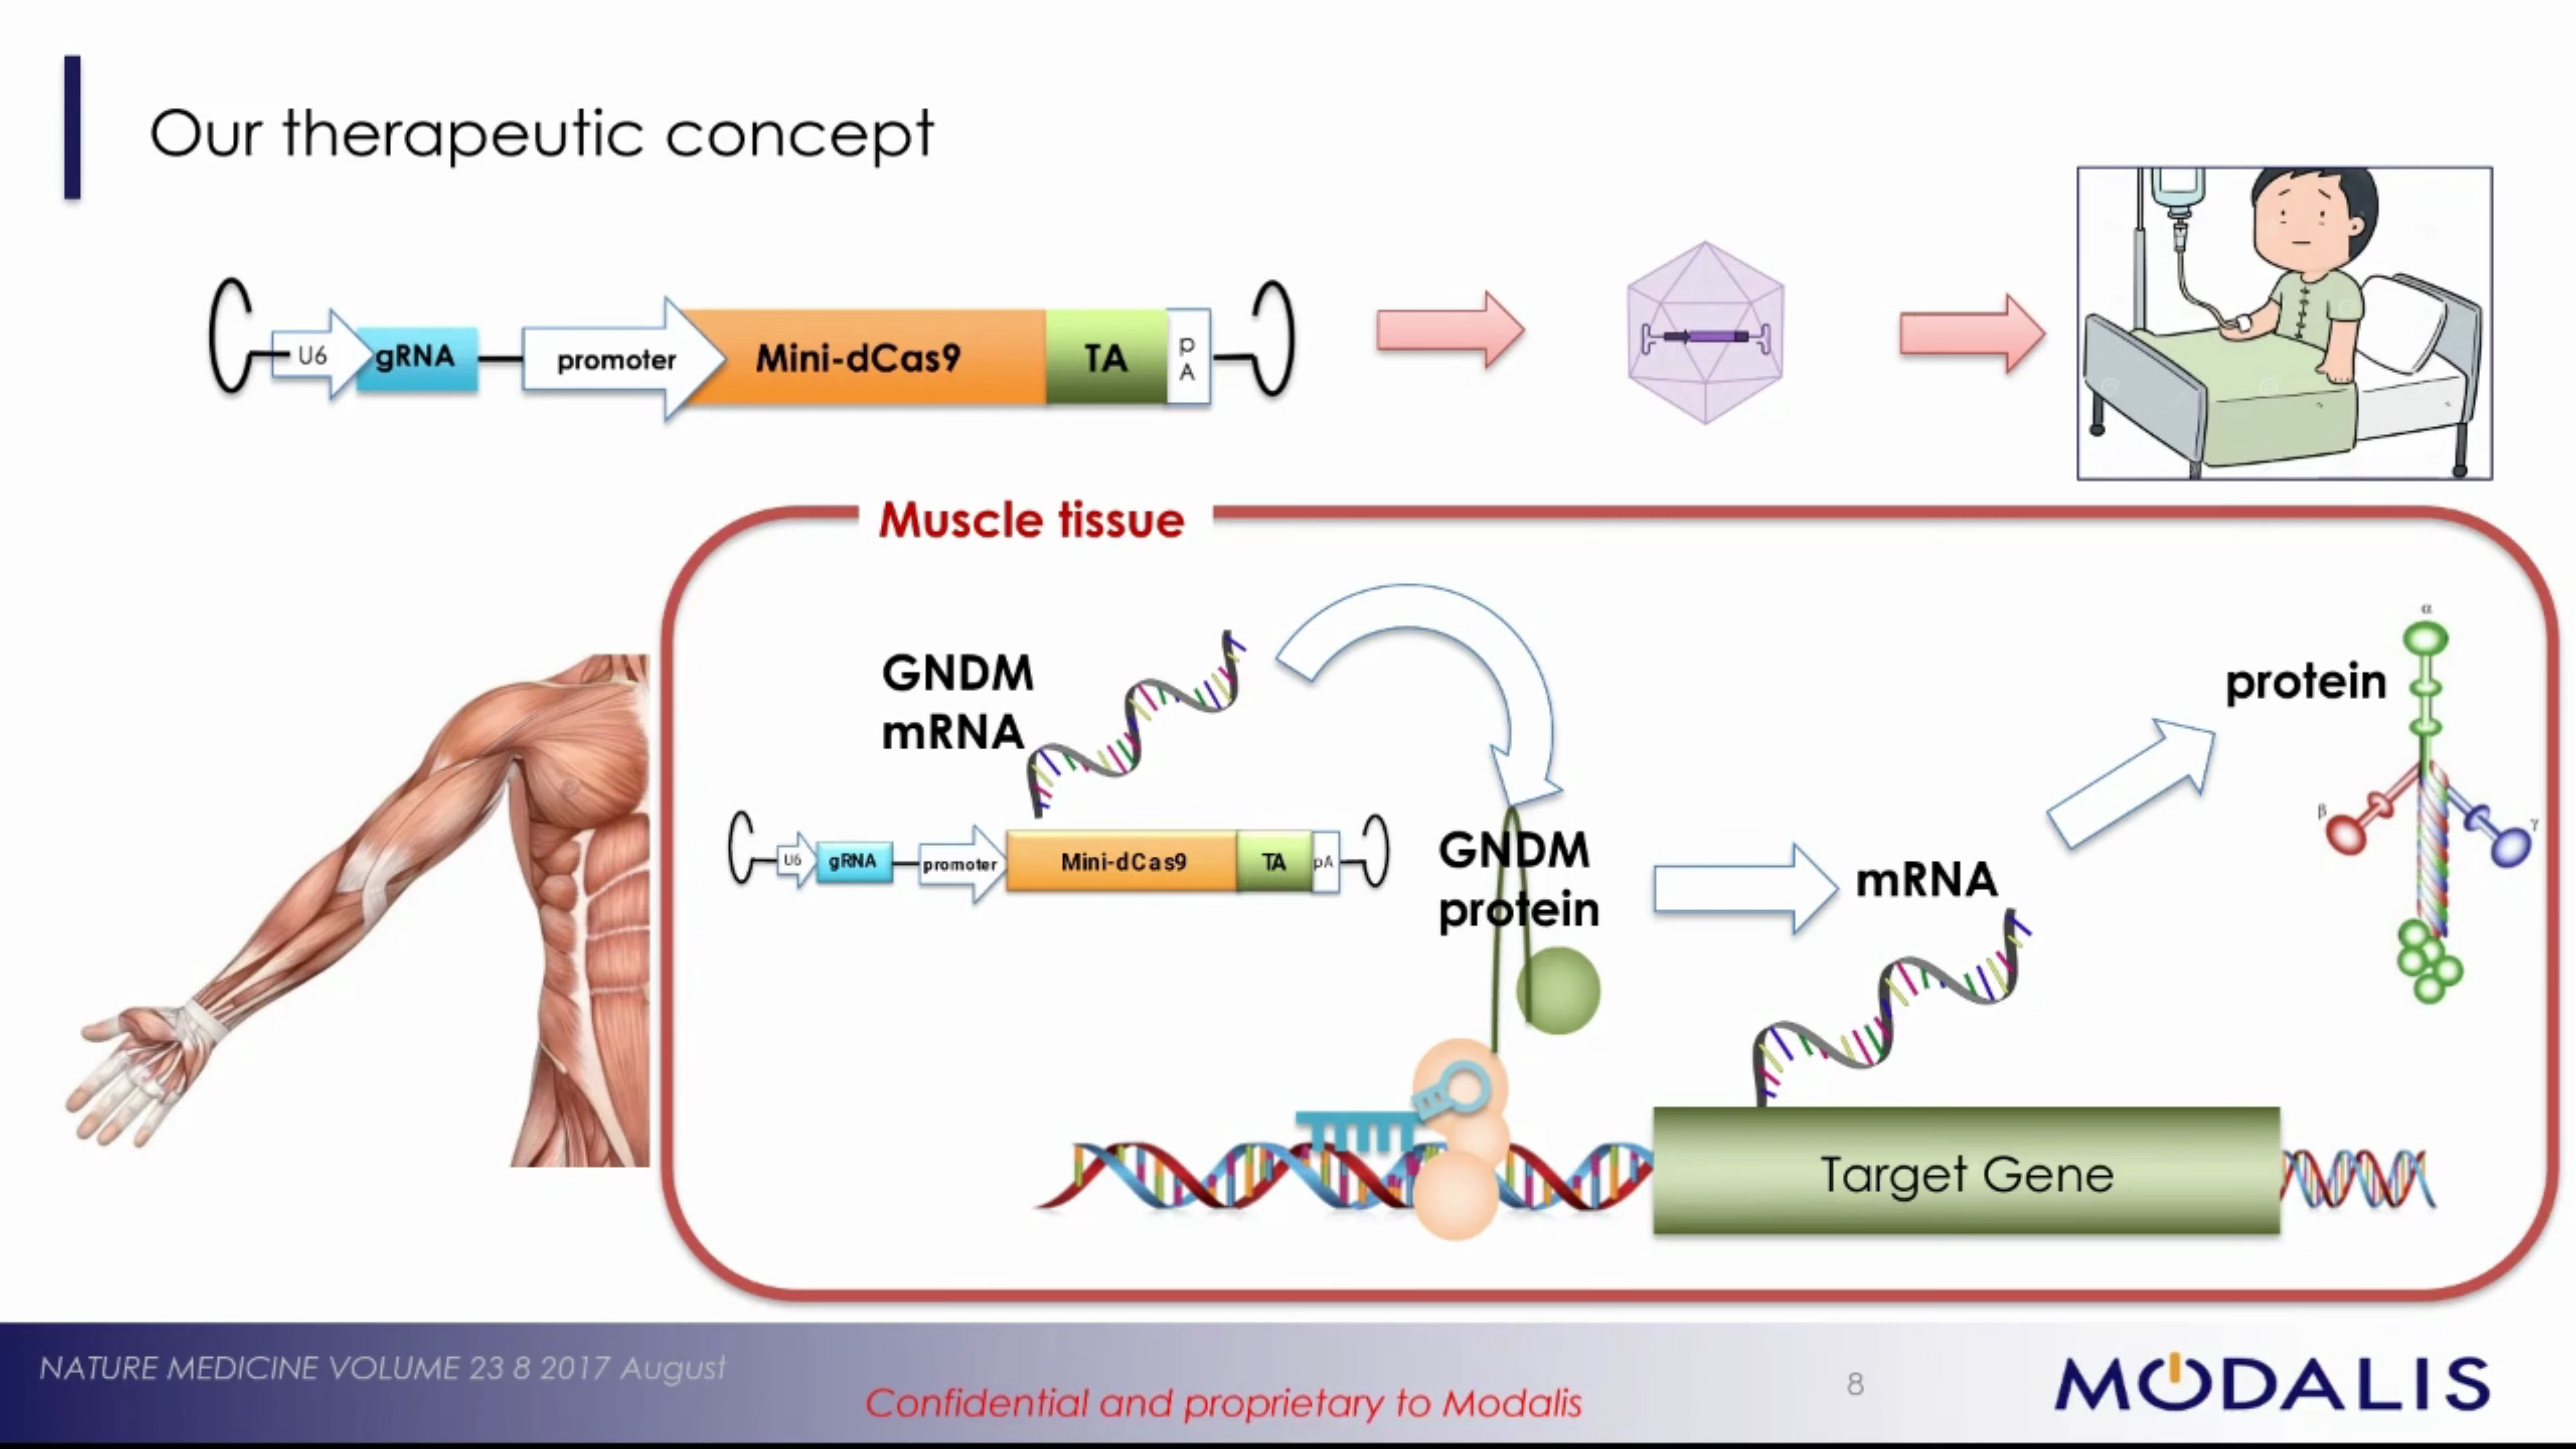 Our therapeutic concept
U6
gRNA
promoter
Mini-dCas9
TA
p
A
Muscle tissue
GNDM
mRNA
U6
gRNA
promoter
Mini-dCas9
TA
pA
GNDM
protein
mRNA
protein
α
β
γ
Target Gene
NATURE MEDICINE VOLUME 23 8 2017 August
Confidential and proprietary to Modalis
8
MODALIS